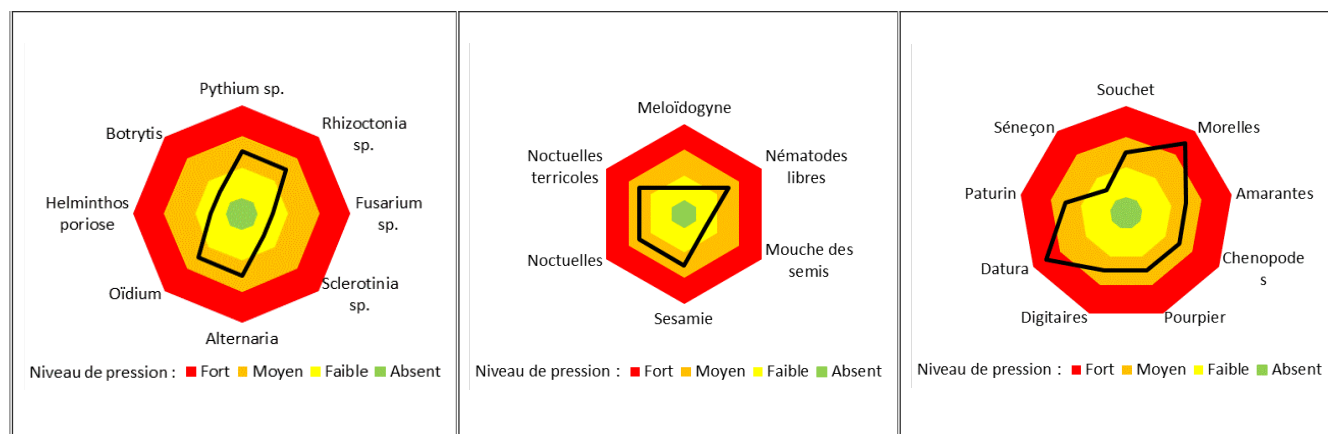 Pythium sp.
Botrytis
Rhizoctonia
sp.
Helminthos
poriose
Fusarium
sp.
Oïdium
Sclerotinia
sp.
Alternaria
Niveau de pression : Fort Moyen Faible Absent
Meloïdogyne
Noctuelles
terricoles
Nématodes
libres
Noctuelles
Mouche des
semis
Sesamie
Niveau de pression : Fort Moyen Faible Absent
Souchet
Séneçon
Morelles
Paturin
Amarantes
Datura
Chenopode
s
Digitaires
Pourpier
Niveau de pression : Fort Moyen Faible Absent